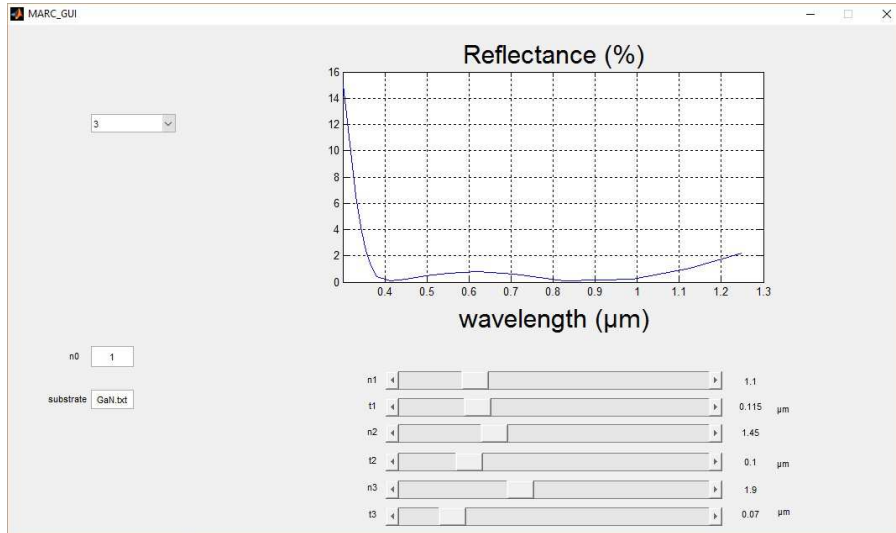 MARC_GUI
Reflectance (%)
16
14
12
10
8
6
4
2
0
0.4 0.5 0.6 0.7 0.8 0.9 1 1.1 1.2 1.3
wavelength (µm)
3
n0 1
substrate GaN.txt
n1 1.1
t1 0.115 µm
n2 1.45
t2 0.1 µm
n3 1.9
t3 0.07 µm